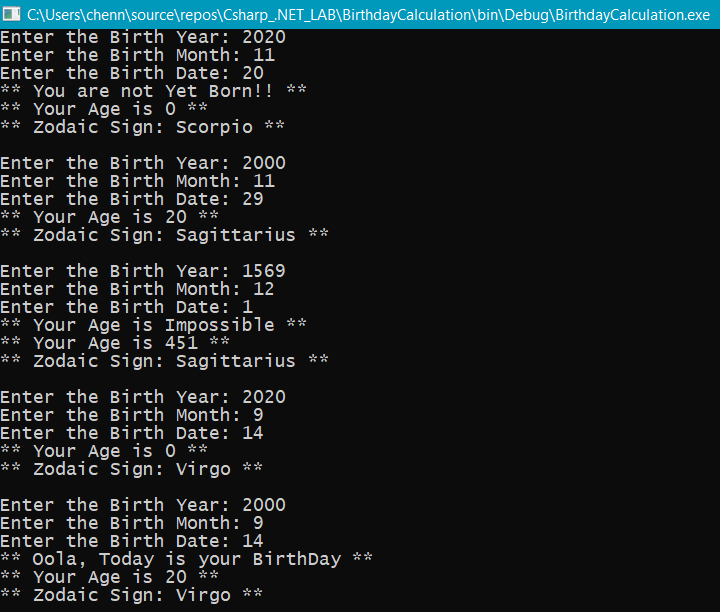 C:\Users\chenn\source\repos\Csharp_.NET_LAB\BirthdayCalculation\bin\Debug\BirthdayCalculation.exe
Enter the Birth Year: 2020
Enter the Birth Month: 11
Enter the Birth Date: 20
** You are not Yet Born!! **
** Your Age is 0 **
** Zodaic Sign: Scorpio **
Enter the Birth Year: 2000
Enter the Birth Month: 11
Enter the Birth Date: 29
** Your Age is 20 **
** Zodaic Sign: Sagittarius **
Enter the Birth Year: 1569
Enter the Birth Month: 12
Enter the Birth Date: 1
** Your Age is Impossible **
** Your Age is 451 **
** Zodaic Sign: Sagittarius **
Enter the Birth Year: 2020
Enter the Birth Month: 9
Enter the Birth Date: 14
** Your Age is 0 **
** Zodaic Sign: Virgo **
Enter the Birth Year: 2000
Enter the Birth Month: 9
Enter the Birth Date: 14
** Oola, Today is your BirthDay **
** Your Age is 20 **
** Zodaic Sign: Virgo **